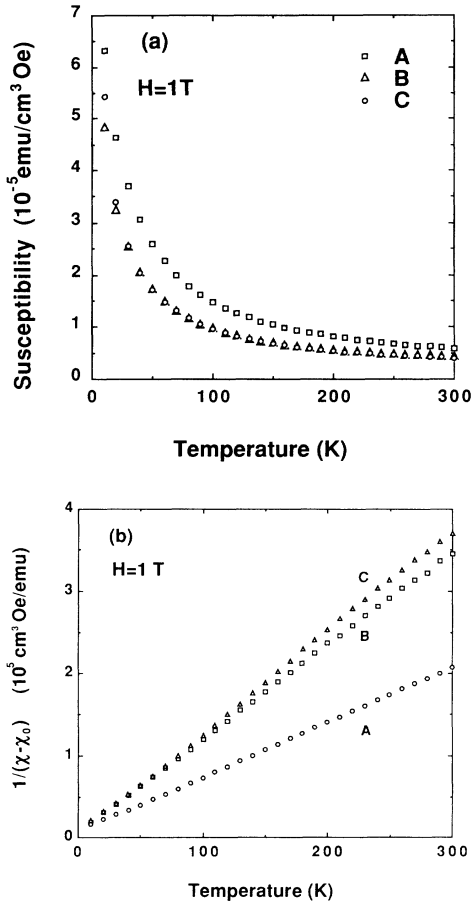 7
(a)
A
6
H=1T
B
5
C
4
3
2
1
0
Susceptibility (10⁻⁵emu/cm³ Oe)
0 100 200 300
Temperature (K)
4
(b)
H=1 T
3
C
B
2
A
1
0
1/(χ-χ₀) (10⁵ cm³ Oe/emu)
0 100 200 300
Temperature (K)